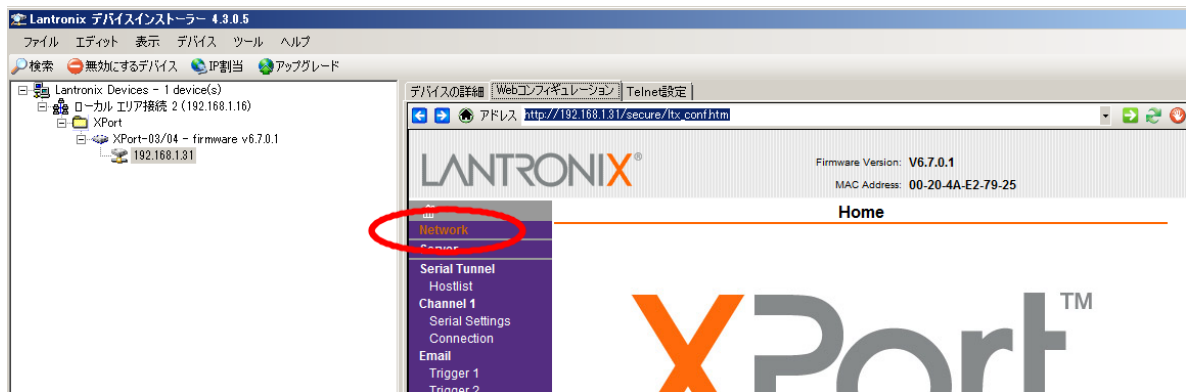 Lantronix デバイスインストーラー 4.3.0.5
ファイル エディット 表示 デバイス ツール ヘルプ
検索 無効にするデバイス IP割当 アップグレード
Lantronix Devices - 1 device(s)
ローカル エリア接続 2 (192.168.1.16)
XPort
XPort-03/04 - firmware v6.7.0.1
192.168.1.31
デバイスの詳細 Webコンフィギュレーション Telnet設定
アドレス http://192.168.1.31/secure/ltx_conf.htm
LANTRONIX®
Firmware Version: V6.7.0.1
MAC Address: 00-20-4A-E2-79-25
Home
Network
Server
Serial Tunnel
Hostlist
Channel 1
Serial Settings
Connection
Email
Trigger 1
Trigger 2
XPort™